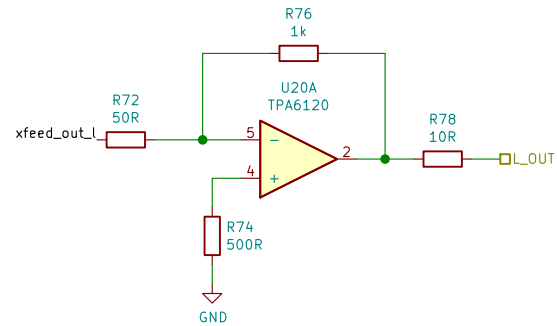 R76
1k
U20A
TPA6120
R72
50R
R78
10R
xfeed_out_l
5
−
2
L_OUT
4
+
R74
500R
GND